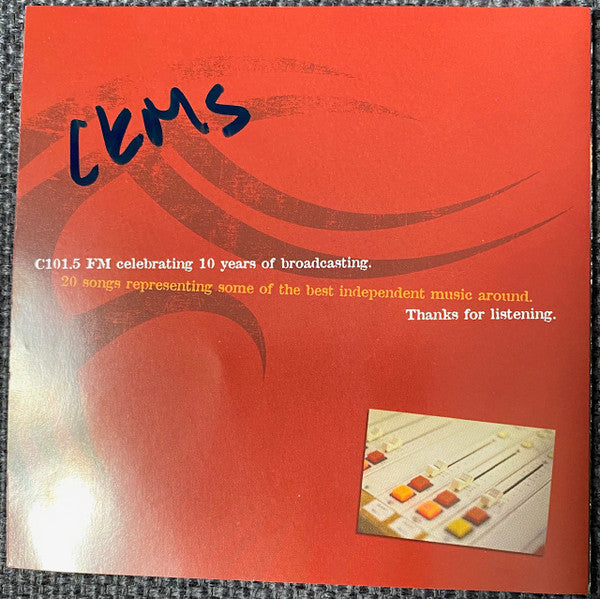 CKMS
C101.5 FM celebrating 10 years of broadcasting.
20 songs representing some of the best independent music around.
Thanks for listening.